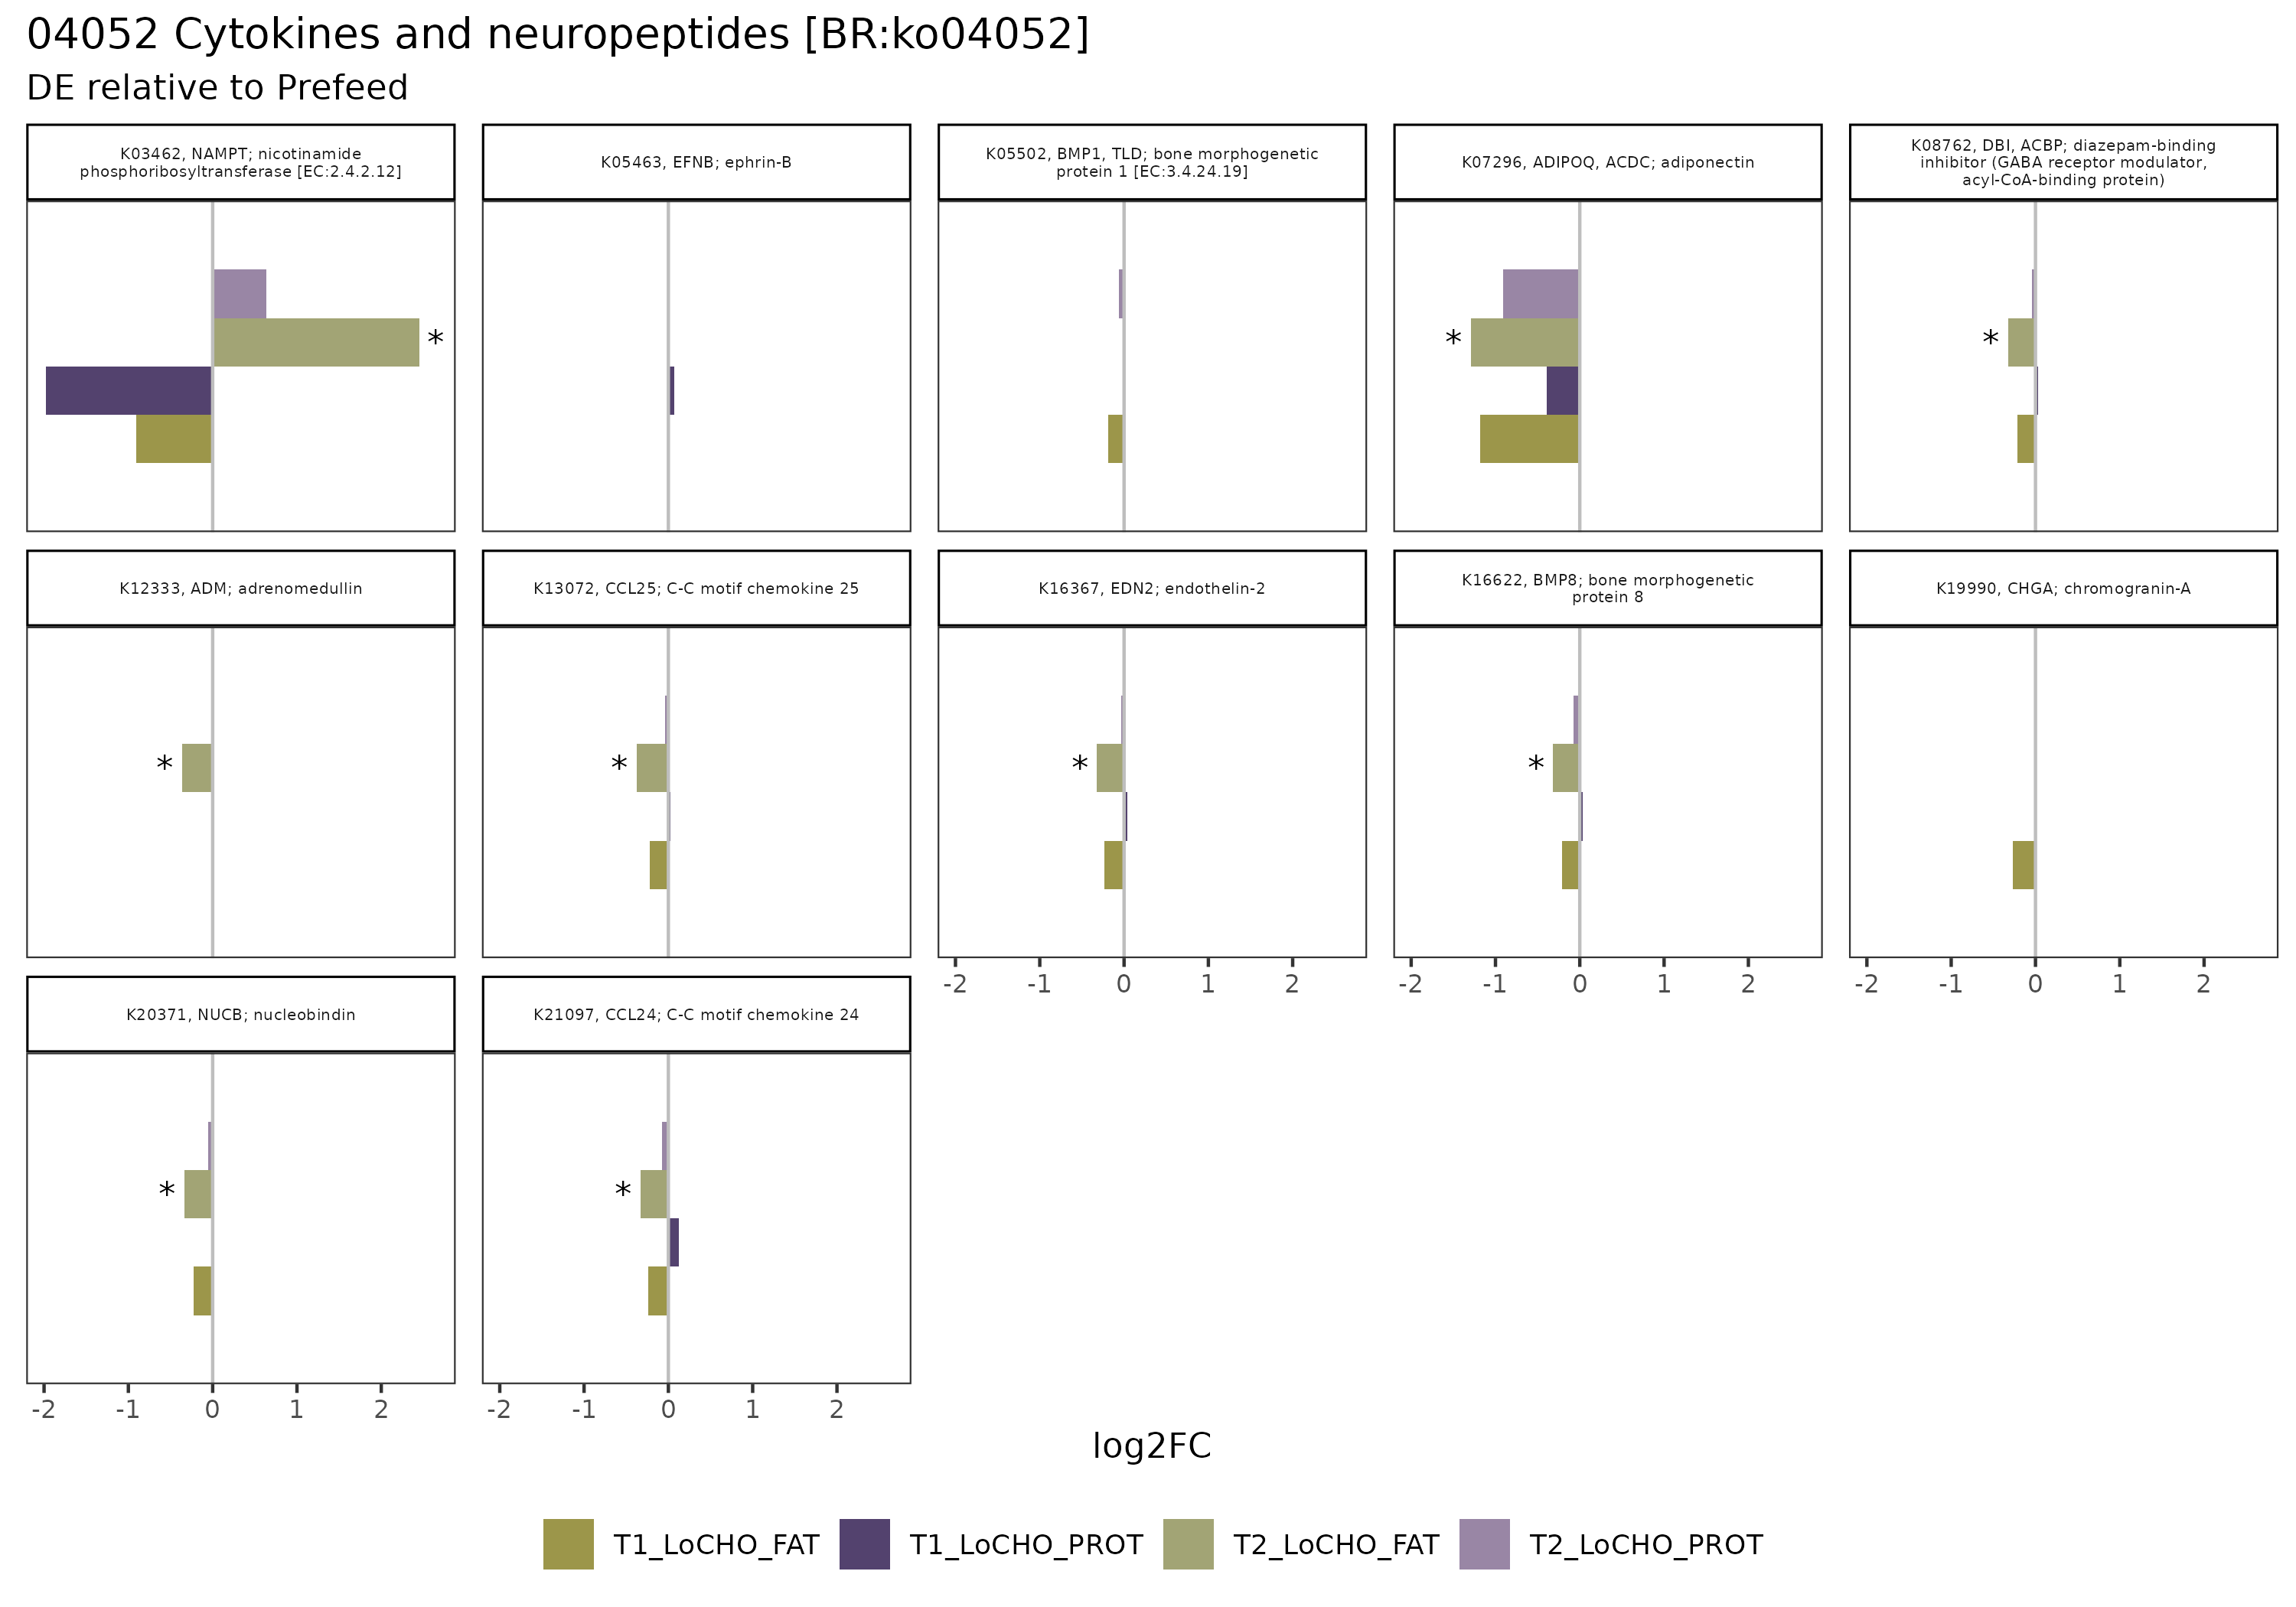 04052 Cytokines and neuropeptides [BR:ko04052]
DE relative to Prefeed
K03462, NAMPT; nicotinamide
phosphoribosyltransferase [EC:2.4.2.12]
K05463, EFNB; ephrin-B
K05502, BMP1, TLD; bone morphogenetic
protein 1 [EC:3.4.24.19]
K07296, ADIPOQ, ACDC; adiponectin
K08762, DBI, ACBP; diazepam-binding
inhibitor (GABA receptor modulator,
acyl-CoA-binding protein)
*
*
*
K12333, ADM; adrenomedullin
K13072, CCL25; C-C motif chemokine 25
K16367, EDN2; endothelin-2
K16622, BMP8; bone morphogenetic
protein 8
K19990, CHGA; chromogranin-A
*
*
*
*
-2 -1 0 1 2
-2 -1 0 1 2
-2 -1 0 1 2
K20371, NUCB; nucleobindin
K21097, CCL24; C-C motif chemokine 24
*
*
-2 -1 0 1 2
-2 -1 0 1 2
log2FC
T1_LoCHO_FAT
T1_LoCHO_PROT
T2_LoCHO_FAT
T2_LoCHO_PROT